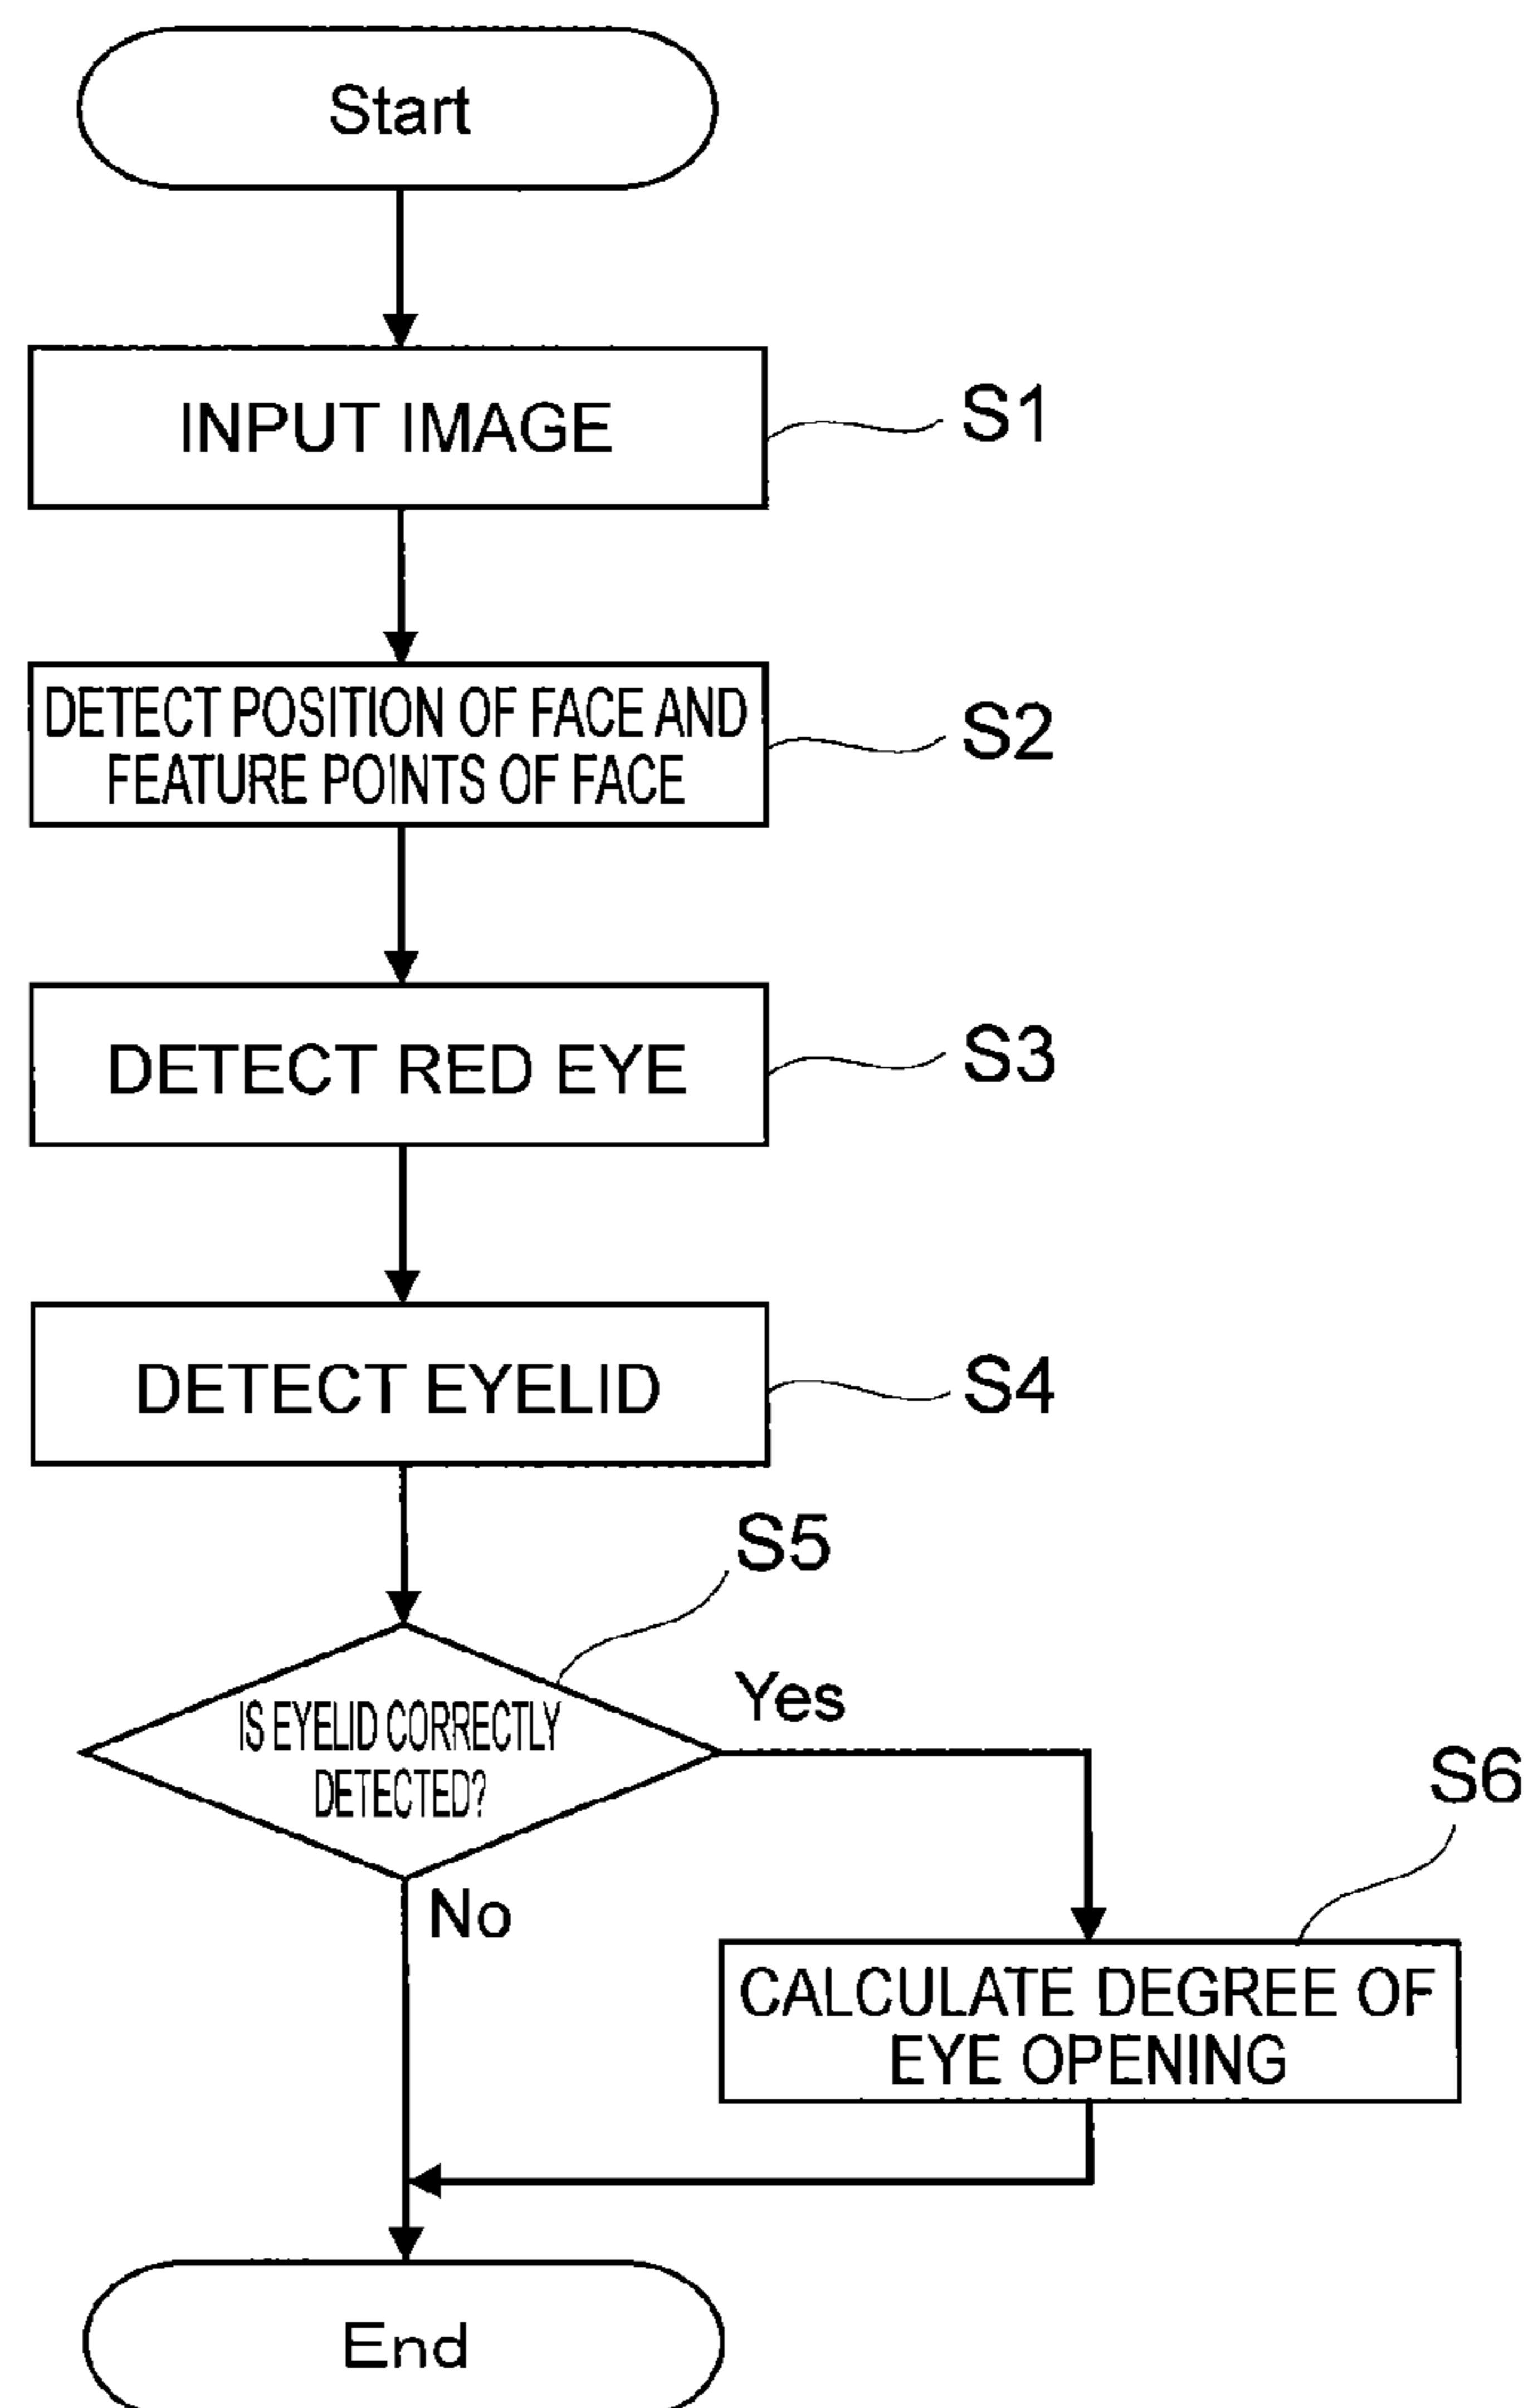 Start
INPUT IMAGE
S1
DETECT POSITION OF FACE AND
FEATURE POINTS OF FACE
S2
DETECT RED EYE
S3
DETECT EYELID
S4
S5
IS EYELID CORRECTLY
DETECTED?
Yes
No
S6
CALCULATE DEGREE OF
EYE OPENING
End